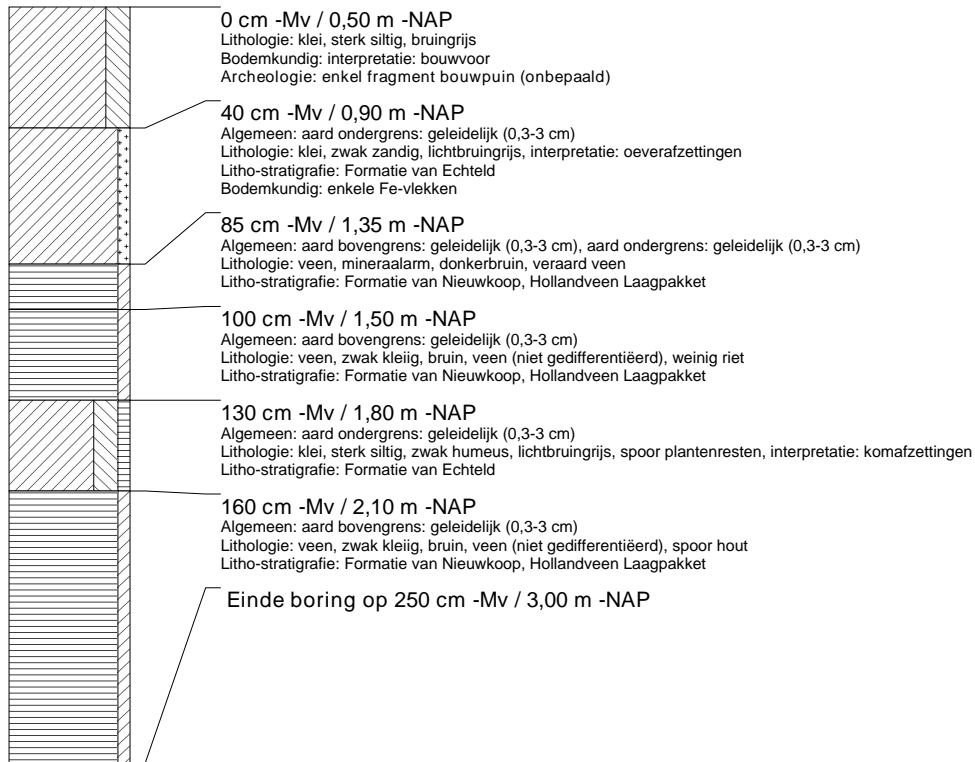 0 cm -Mv / 0,50 m -NAP
Lithologie: klei, sterk siltig, bruingrijs
Bodemkundig: interpretatie: bouwvoor
Archeologie: enkel fragment bouwpuin (onbepaald)
40 cm -Mv / 0,90 m -NAP
Algemeen: aard ondergrens: geleidelijk (0,3-3 cm)
Lithologie: klei, zwak zandig, lichtbruingrijs, interpretatie: oeverafzettingen
Litho-stratigrafie: Formatie van Echteld
Bodemkundig: enkele Fe-vlekken
85 cm -Mv / 1,35 m -NAP
Algemeen: aard bovengrens: geleidelijk (0,3-3 cm), aard ondergrens: geleidelijk (0,3-3 cm)
Lithologie: veen, mineraalarm, donkerbruin, veraard veen
Litho-stratigrafie: Formatie van Nieuwkoop, Hollandveen Laagpakket
100 cm -Mv / 1,50 m -NAP
Algemeen: aard bovengrens: geleidelijk (0,3-3 cm)
Lithologie: veen, zwak kleiig, bruin, veen (niet gedifferentiëerd), weinig riet
Litho-stratigrafie: Formatie van Nieuwkoop, Hollandveen Laagpakket
130 cm -Mv / 1,80 m -NAP
Algemeen: aard ondergrens: geleidelijk (0,3-3 cm)
Lithologie: klei, sterk siltig, zwak humeus, lichtbruingrijs, spoor plantenresten, interpretatie: komafzettingen
Litho-stratigrafie: Formatie van Echteld
160 cm -Mv / 2,10 m -NAP
Algemeen: aard bovengrens: geleidelijk (0,3-3 cm)
Lithologie: veen, zwak kleiig, bruin, veen (niet gedifferentiëerd), spoor hout
Litho-stratigrafie: Formatie van Nieuwkoop, Hollandveen Laagpakket
Einde boring op 250 cm -Mv / 3,00 m -NAP